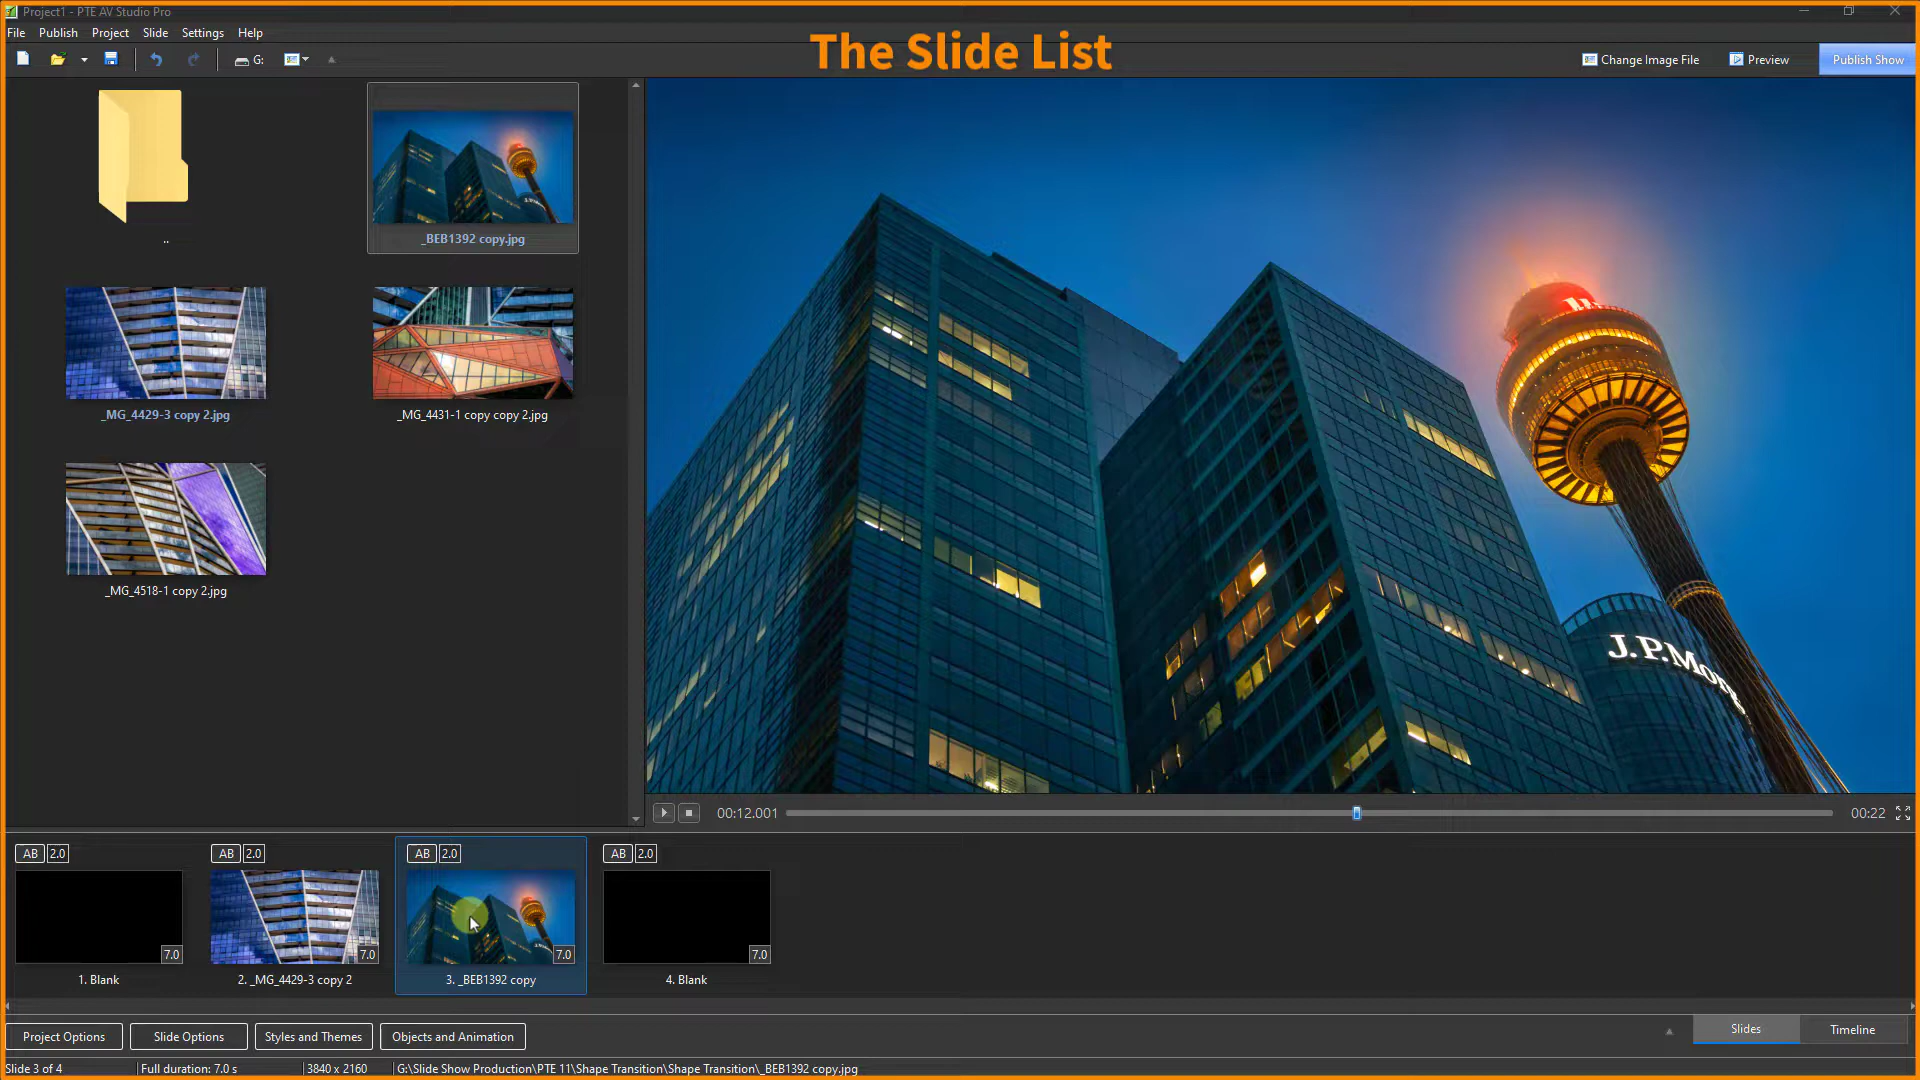 Project1 - PTE AV Studio Pro
File Publish Project Slide Settings Help
The Slide List
G:
Change Image File Preview Publish Show
..
_BEB1392 copy.jpg
_MG_4429-3 copy 2.jpg
_MG_4431-1 copy copy 2.jpg
_MG_4518-1 copy 2.jpg
J.P.Mor
00:12.001 00:22
AB 2.0 AB 2.0 AB 2.0 AB 2.0
7.0 7.0 7.0 7.0
1. Blank 2. _MG_4429-3 copy 2 3. _BEB1392 copy 4. Blank
Project Options Slide Options Styles and Themes Objects and Animation Slides Timeline
Slide 3 of 4 Full duration: 7.0 s 3840 x 2160 G:\Slide Show Production\PTE 11\Shape Transition\Shape Transition\_BEB1392 copy.jpg